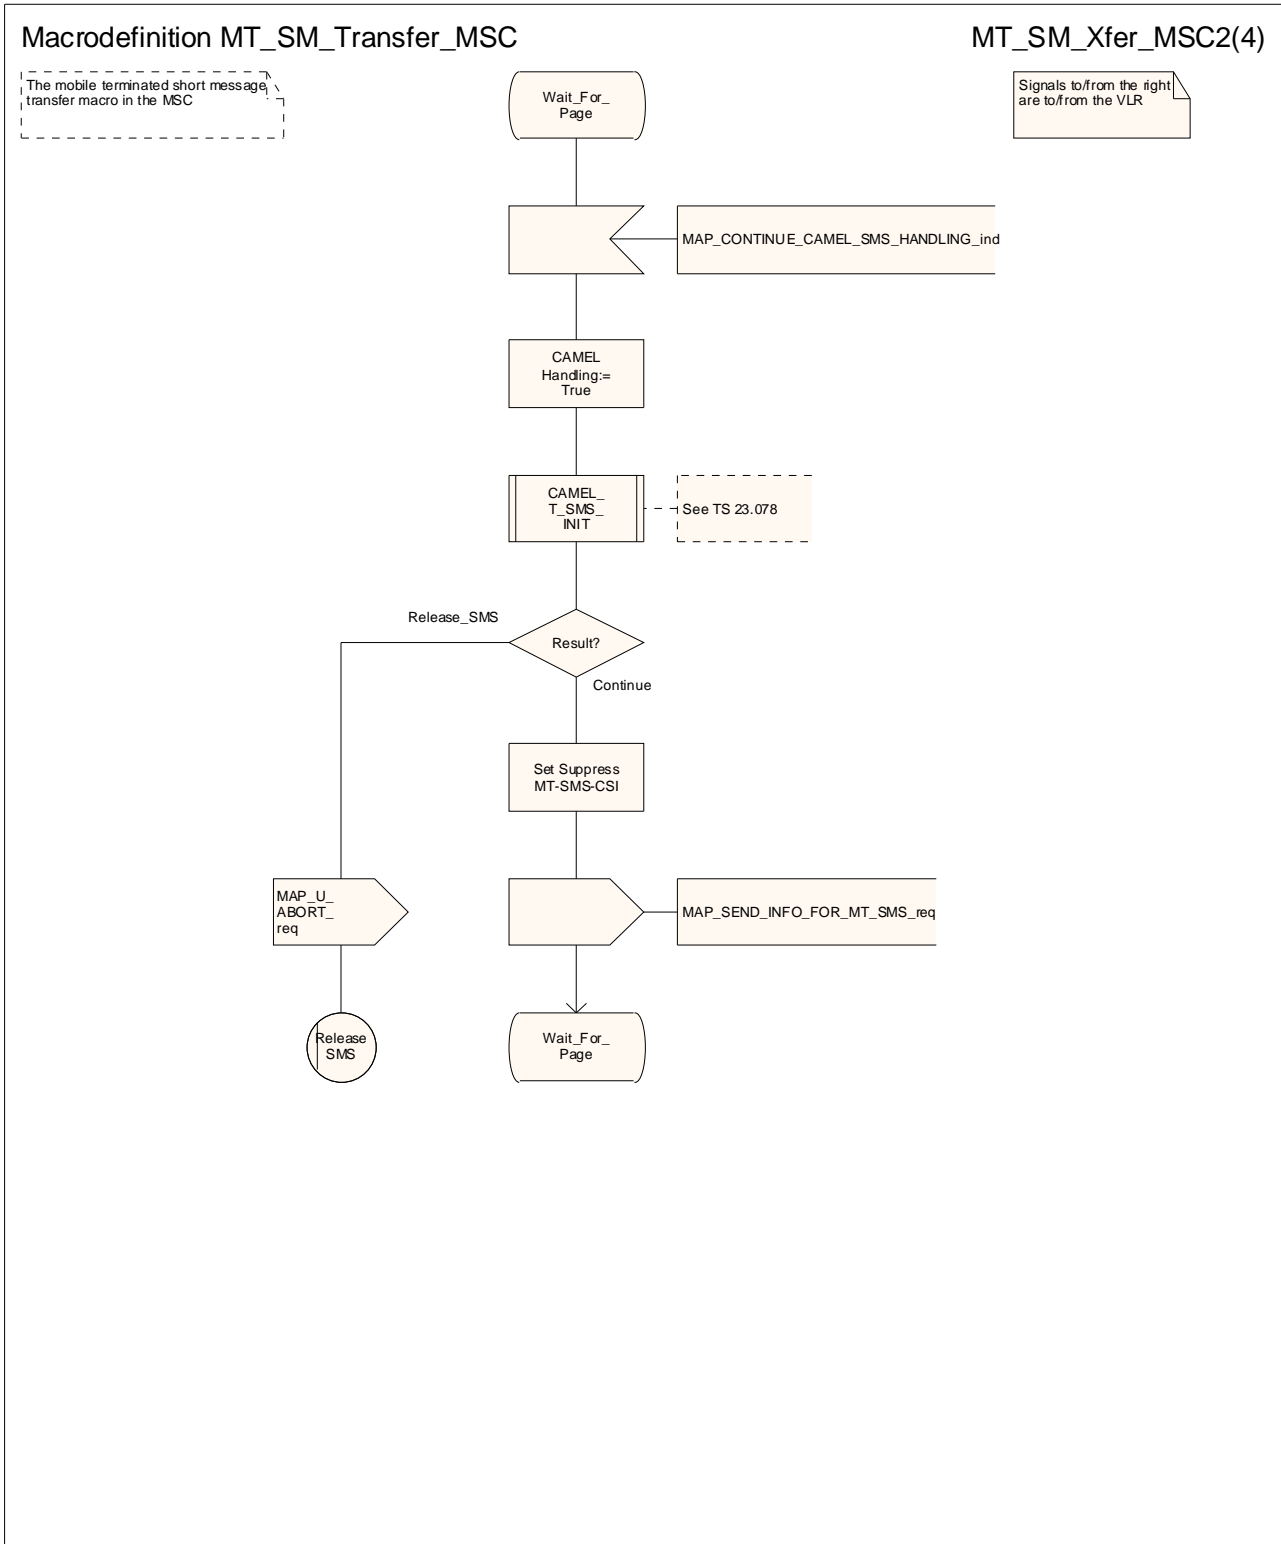 Macrodefinition MT_SM_Transfer_MSC
MT_SM_Xfer_MSC2(4)
The mobile terminated short message
transfer macro in the MSC
Wait_For_
Page
Signals to/from the right
are to/from the VLR
MAP_CONTINUE_CAMEL_SMS_HANDLING_ind
CAMEL
Handling:=
True
CAMEL_
T_SMS_
INIT
See TS 23.078
Release_SMS
Result?
Continue
Set Suppress
MT-SMS-CSI
MAP_U_
ABORT_
req
MAP_SEND_INFO_FOR_MT_SMS_req
Release
SMS
Wait_For_
Page